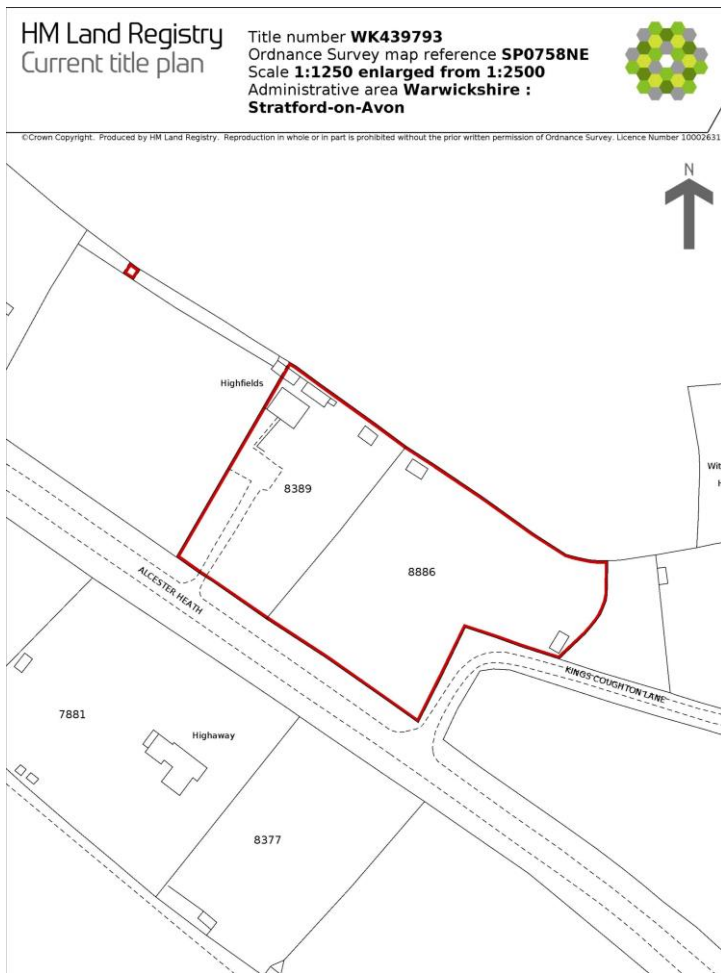 HM Land Registry
Current title plan
Title number WK439793
Ordnance Survey map reference SP0758NE
Scale 1:1250 enlarged from 1:2500
Administrative area Warwickshire :
Stratford-on-Avon
©Crown Copyright. Produced by HM Land Registry. Reproduction in whole or in part is prohibited without the prior written permission of Ordnance Survey. Licence Number 10002631
N
Highfields
Wit
H
8389
8886
ALCESTER HEATH
KINGS COUGHTON LANE
7881
Highaway
8377